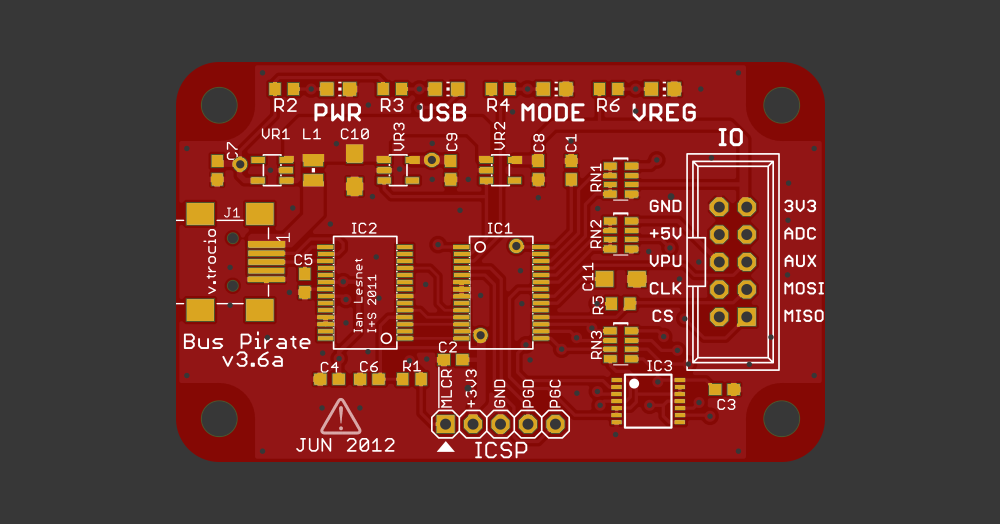 R2 R3 R4 R6
PWR USB MODE VREG
IO
VR1 L1 C10 VR3 C9 VR2 C8 C1
C7
RN1
GND 3V3
J1
+5V ADC
RN2
IC2 IC1
v.trocio
1
VPU AUX
C5
C11
CLK MOSI
Ian Lesnet
I+S 2011
R5
CS MISO
Bus Pirate
v3.6a
RN3
C2
C4 C6 R1
IC3
MLCR +3V3 GND PGD PGC
C3
JUN 2012
ICSP